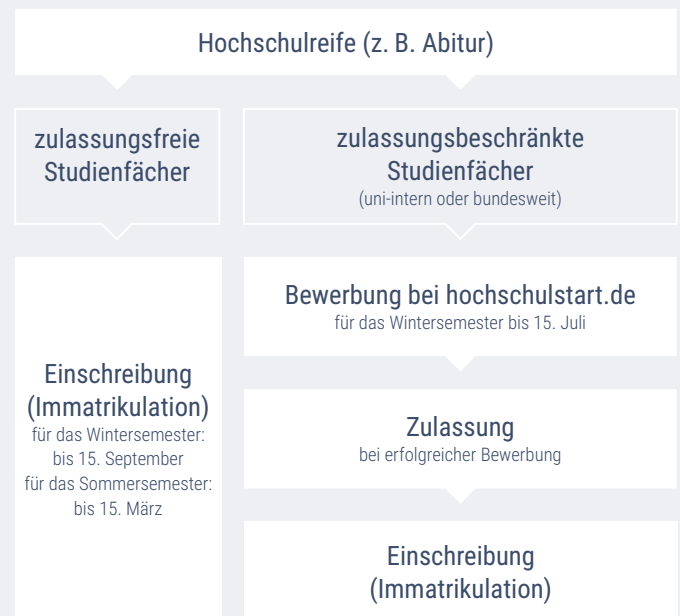 Hochschulreife (z. B. Abitur)
zulassungsfreie
Studienfächer
zulassungsbeschränkte
Studienfächer
(uni-intern oder bundesweit)
Einschreibung
(Immatrikulation)
für das Wintersemester:
bis 15. September
für das Sommersemester:
bis 15. März
Bewerbung bei hochschulstart.de
für das Wintersemester bis 15. Juli
Zulassung
bei erfolgreicher Bewerbung
Einschreibung
(Immatrikulation)